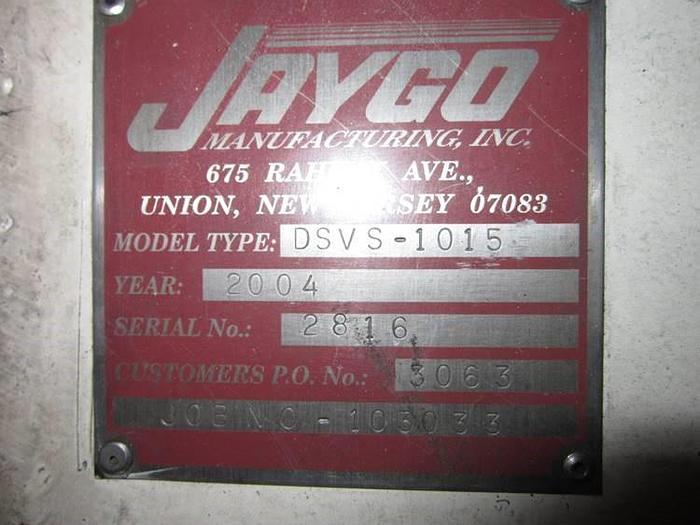 JAYGO
MANUFACTURING, INC.
675 AVE.,
UNION, NEW JERSEY 07083
MODEL TYPE: DSVS-1015
YEAR: 2004
SERIAL No.: 2816
CUSTOMERS P.O. No.: 3063
JOB NO - 103033